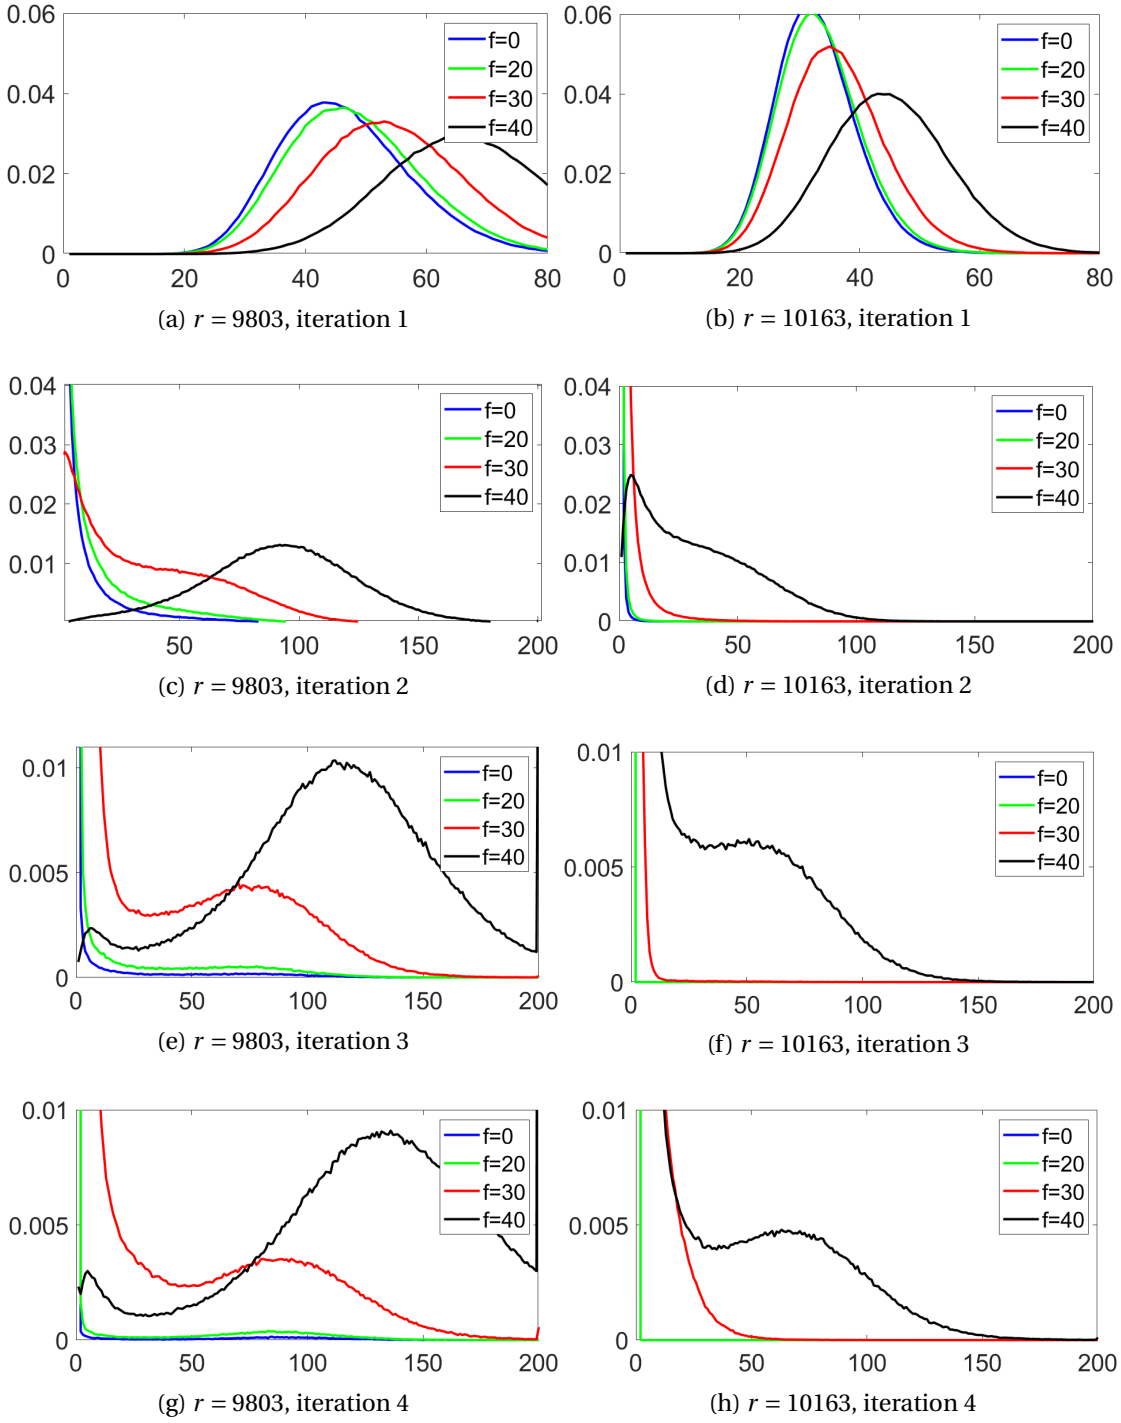 0.06
0.04
0.02
0
0
20
40
60
80
f=0
f=20
f=30
f=40
(a) r = 9803, iteration 1
0.06
0.04
0.02
0
20
40
60
80
f=0
f=20
f=30
f=40
(b) r = 10163, iteration 1
0.04
0.03
0.02
0.01
50
100
150
200
f=0
f=20
f=30
f=40
(c) r = 9803, iteration 2
0.04
0.03
0.02
0.01
0
0
50
100
150
200
f=0
f=20
f=30
f=40
(d) r = 10163, iteration 2
0.01
0.005
0
0
50
100
150
200
f=0
f=20
f=30
f=40
(e) r = 9803, iteration 3
0.01
0.005
0
0
50
100
150
200
f=0
f=20
f=30
f=40
(f) r = 10163, iteration 3
0.01
0.005
0
0
50
100
150
200
f=0
f=20
f=30
f=40
(g) r = 9803, iteration 4
0.01
0.005
0
0
50
100
150
200
f=0
f=20
f=30
f=40
(h) r = 10163, iteration 4